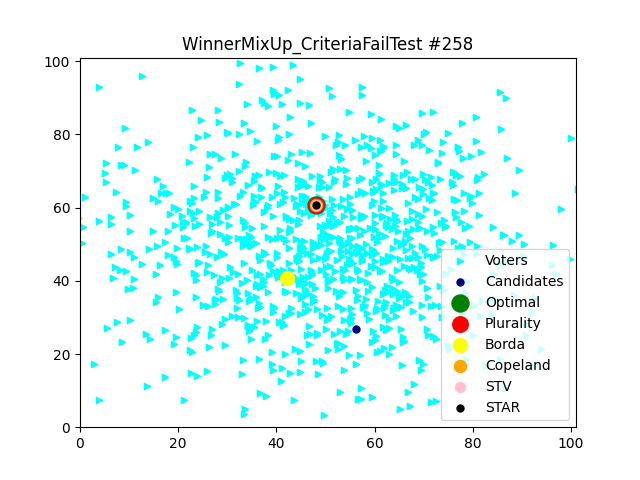 WinnerMixUp_CriteriaFailTest #258
100
80
60
40
20
0
0 20 40 60 80 100
Voters
Candidates
Optimal
Plurality
Borda
Copeland
STV
STAR